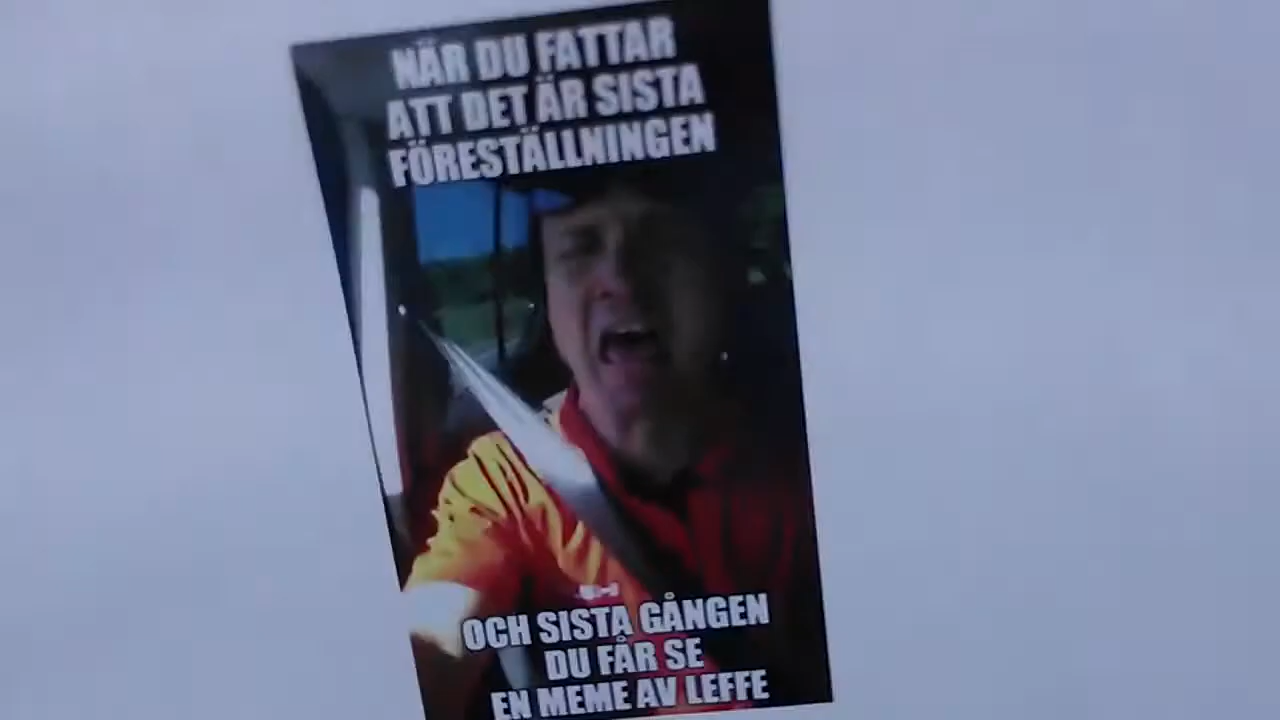 NÄR DU FATTAR
ATT DET ÄR SISTA
FÖRESTÄLLNINGEN
OCH SISTA GÅNGEN
DU FÅR SE
EN MEME AV LEFFE